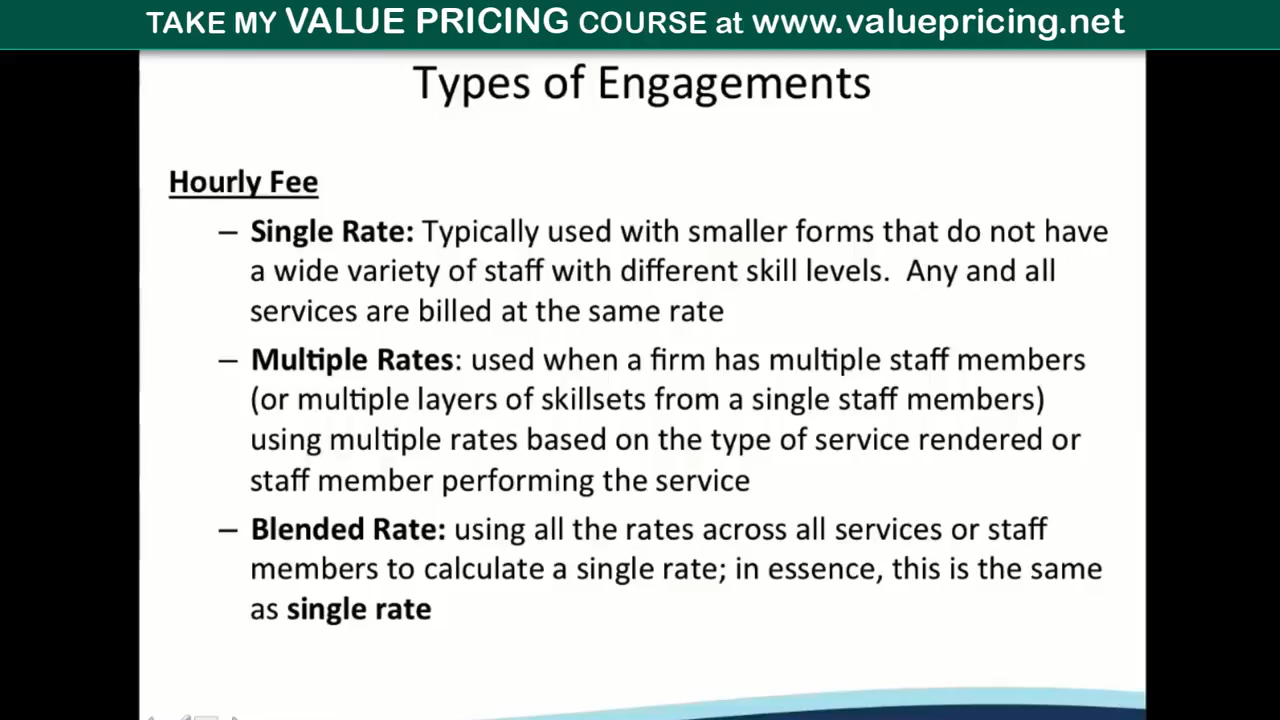 TAKE MY VALUE PRICING COURSE at www.valuepricing.net
Types of Engagements
Hourly Fee
– Single Rate: Typically used with smaller forms that do not have
a wide variety of staff with different skill levels.  Any and all
services are billed at the same rate
– Multiple Rates: used when a firm has multiple staff members
(or multiple layers of skillsets from a single staff members)
using multiple rates based on the type of service rendered or
staff member performing the service
– Blended Rate: using all the rates across all services or staff
members to calculate a single rate; in essence, this is the same
as single rate